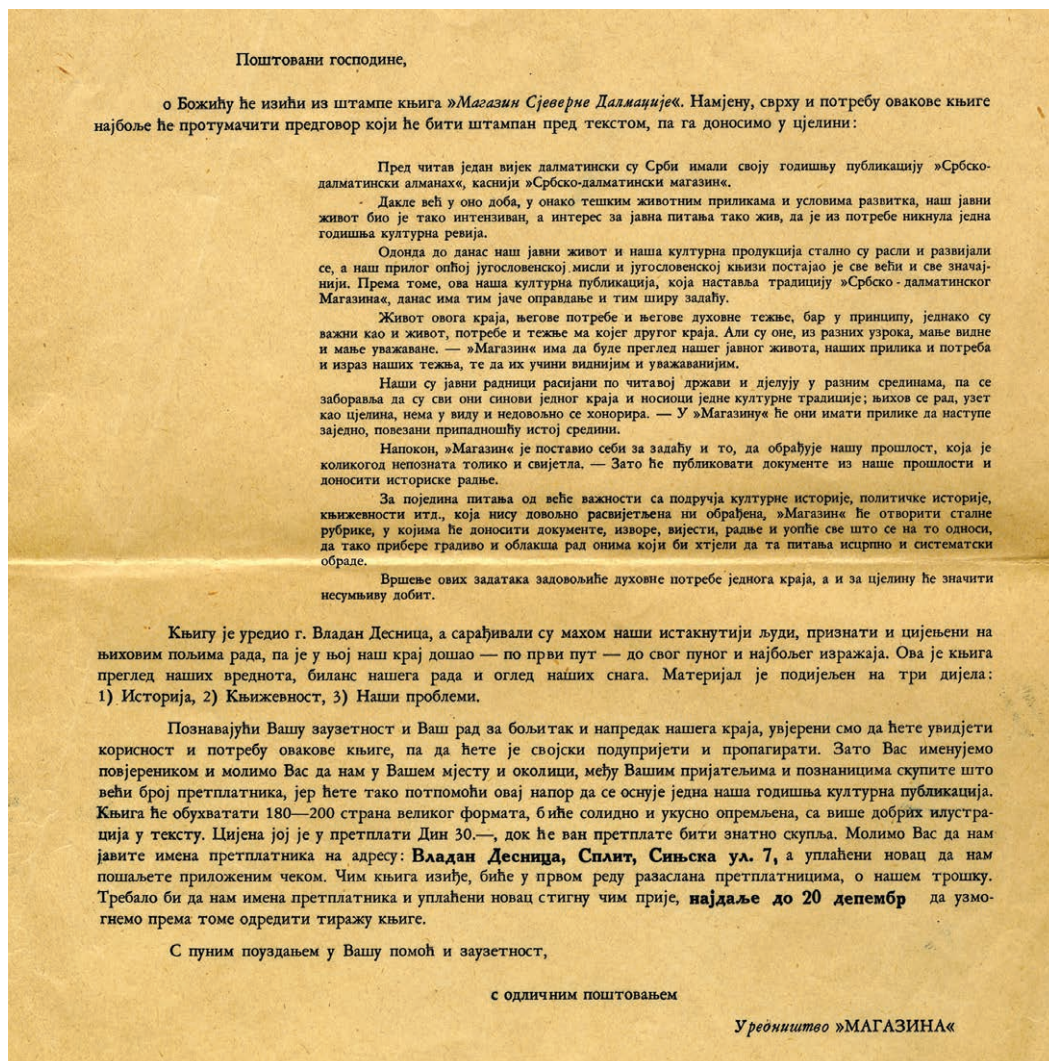 Поштовани господине,
о Божићу ће изићи из штампе књига »Магазин Сјеверне Далмације«. Намјену, сврху и потребу овакове књиге
најбоље ће протумачити предговор који ће бити штампан пред текстом, па га доносимо у цјелини:
Пред читав један вијек далматински су Срби имали своју годишњу публикацију »Србско-
далматински алманах«, каснији »Србско-далматински магазин«.
Дакле већ у оно доба, у онако тешким животним приликама и условима развитка, наш јавни
живот био је тако интензиван, а интерес за јавна питања тако жив, да је из потребе никнула једна
годишња културна ревија.
Одонда до данас наш јавни живот и наша културна продукција стално су расли и развијали
се, а наш прилог опћој југословенској мисли и југословенској књизи постајао је све већи и све значај-
нији. Према томе, ова наша културна публикација, која наставља традицију »Србско - далматинског
Магазина«, данас има тим јаче оправдање и тим ширу задаћу.
Живот овога краја, његове потребе и његове духовне тежње, бар у принципу, једнако су
важни као и живот, потребе и тежње ма којег другог краја. Али су оне, из разних узрока, мање видне
и мање уважаване. — »Магазин« има да буде преглед нашег јавног живота, наших прилика и потреба
и израз наших тежња, те да их учини виднијим и уважаванијим.
Наши су јавни радници расијани по читавој држави и дјелују у разним срединама, па се
заборавља да су сви они синови једног краја и носиоци једне културне традиције; њихов се рад, узет
као цјелина, нема у виду и недовољно се хонорира. — У »Магазину« ће они имати прилике да наступе
заједно, повезани припадношћу истој средини.
Напокон, »Магазин« је поставио себи за задаћу и то, да обрађује нашу прошлост, која је
коликогод непозната толико и свијетла. — Зато ће публиковати документе из наше прошлости и
доносити историске радње.
За поједина питања од веће важности са подручја културне историје, политичке историје,
књижевности итд., која нису довољно расвијетљена ни обрађена, »Магазин« ће отворити сталне
рубрике, у којима ће доносити документе, изворе, вијести, радње и уопће све што се на то односи,
да тако прибере градиво и облакша рад онима који би хтјели да та питања исцрпно и систематски
обраде.
Вршење ових задатака задовољиће духовне потребе једнога краја, а и за цјелину ће значити
несумњиву добит.
Књигу је уредио г. Владан Десница, а сарађивали су махом наши истакнутији људи, признати и цијењени на
њиховим пољима рада, па је у њој наш крај дошао — по први пут — до свог пуног и најбољег изражаја. Ова је књига
преглед наших вреднота, биланс нашега рада и оглед наших снага. Материјал је подијељен на три дијела:
1) Историја, 2) Књижевност, 3) Наши проблеми.
Познавајући Вашу заузетност и Ваш рад за бољитак и напредак нашега краја, увјерени смо да ћете увидјети
корисност и потребу овакове књиге, па да ћете је својски подупријети и пропагирати. Зато Вас именујемо
повјереником и молимо Вас да нам у Вашем мјесту и околици, међу Вашим пријатељима и познаницима скупите што
већи број претплатника, јер ћете тако потпомоћи овај напор да се оснује једна наша годишња културна публикација.
Књига ће обухватати 180—200 страна великог формата, биће солидно и укусно опремљена, са више добрих илустра-
ција у тексту. Цијена јој је у претплати Дин 30.—, док ће ван претплате бити знатно скупља. Молимо Вас да нам
јавите имена претплатника на адресу: Владан Десница, Сплит, Сињска ул. 7, а уплаћени новац да нам
пошаљете приложеним чеком. Чим књига изиђе, биће у првом реду разаслана претплатницима, о нашем трошку.
Требало би да нам имена претплатника и уплаћени новац стигну чим прије, најдаље до 20 депембр да узмо-
гнемо према томе одредити тиражу књиге.
С пуним поуздањем у Вашу помоћ и заузетност,
с одличним поштовањем
Уредништво »МАГАЗИНА«